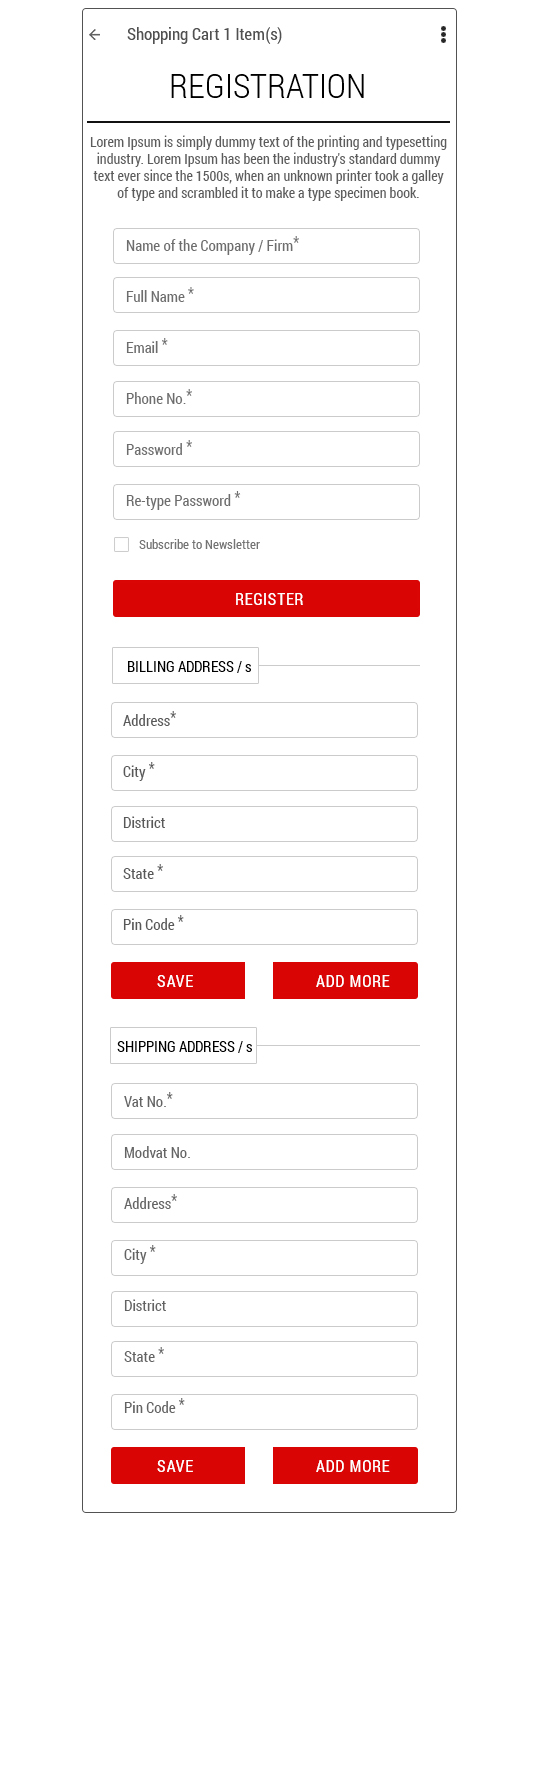 Shopping Cart 1 Item(s)
REGISTRATION
Lorem Ipsum is simply dummy text of the printing and typesetting
industry. Lorem Ipsum has been the industry's standard dummy
text ever since the 1500s, when an unknown printer took a galley
of type and scrambled it to make a type specimen book.
Name of the Company / Firm*
Full Name *
Email *
Phone No.*
Password *
Re-type Password *
Subscribe to Newsletter
REGISTER
BILLING ADDRESS / s
Address*
City *
District
State *
Pin Code *
SAVE ADD MORE
SHIPPING ADDRESS / s
Vat No.*
Modvat No.
Address*
City *
District
State *
Pin Code *
SAVE ADD MORE